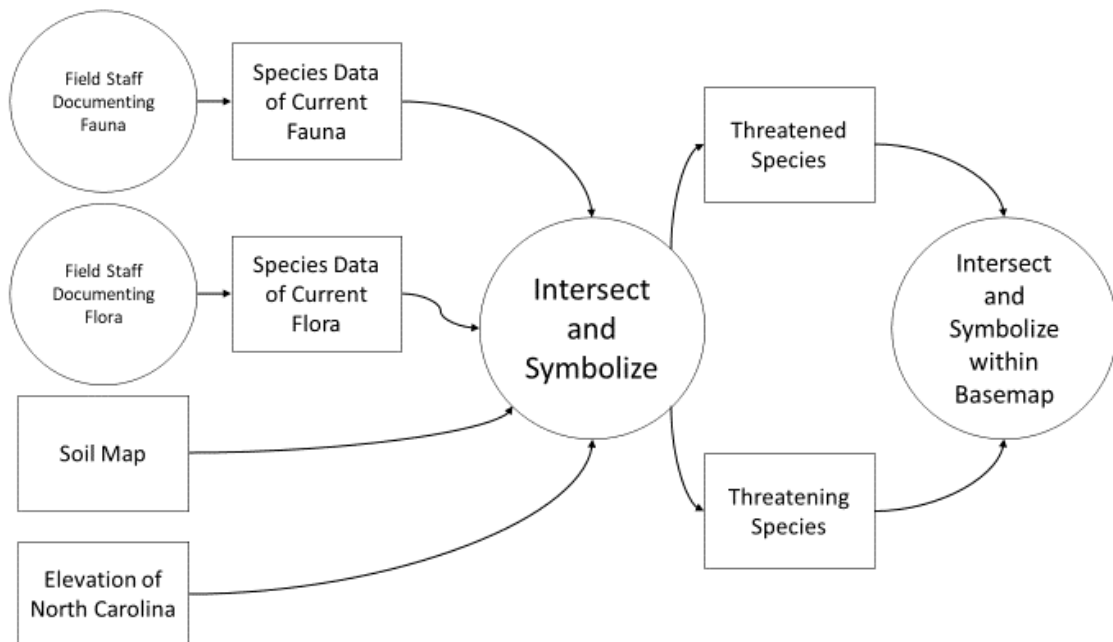 Field Staff
Documenting
Fauna
Species Data
of Current
Fauna
Field Staff
Documenting
Flora
Species Data
of Current
Flora
Soil Map
Elevation of
North Carolina
Intersect
and
Symbolize
Threatened
Species
Threatening
Species
Intersect
and
Symbolize
within
Basemap